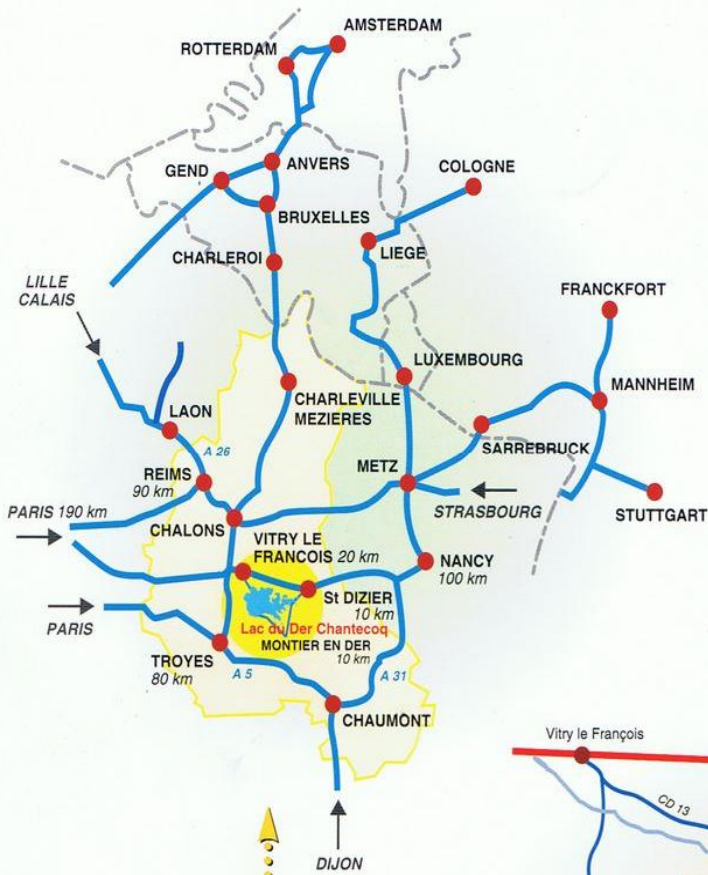 AMSTERDAM
ROTTERDAM
GEND
ANVERS
COLOGNE
BRUXELLES
CHARLEROI
LIEGE
LILLE
CALAIS
FRANCKFORT
LUXEMBOURG
CHARLEVILLE
MEZIERES
MANNHEIM
LAON
SARREBRUCK
A 26
REIMS
90 km
METZ
PARIS 190 km
STRASBOURG
STUTTGART
CHALONS
VITRY LE
FRANCOIS 20 km
NANCY
100 km
St DIZIER
10 km
PARIS
Lac du Der Chantecoq
MONTIER EN DER
10 km
TROYES
80 km
A 5
A 31
CHAUMONT
Vitry le François
CD 13
DIJON